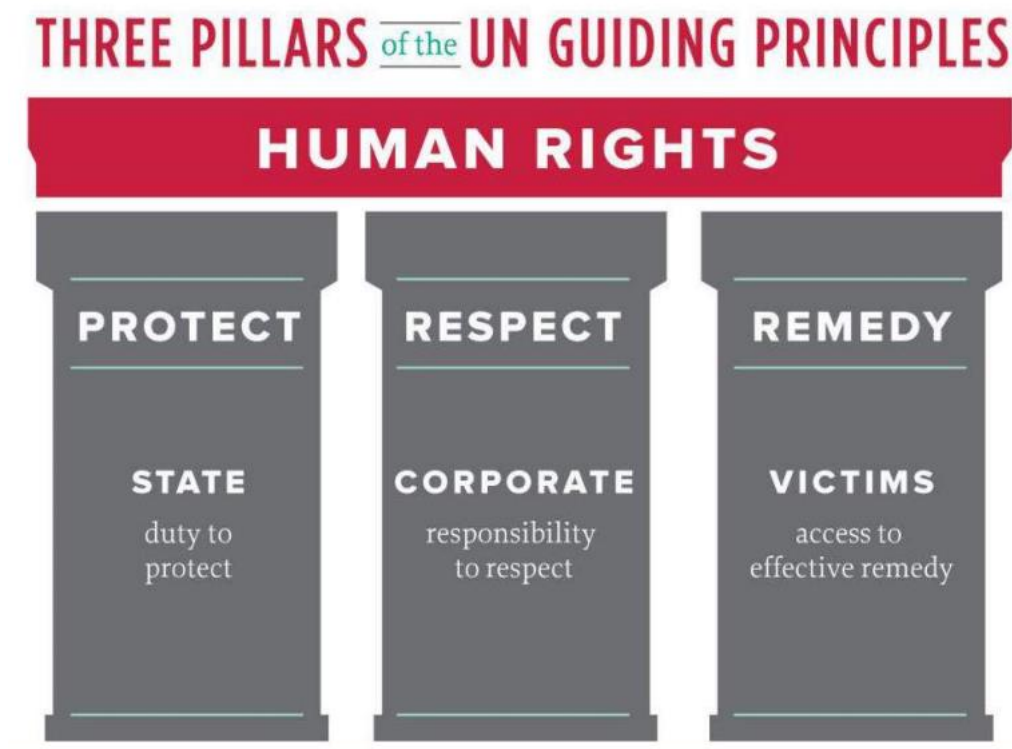 THREE PILLARS of the UN GUIDING PRINCIPLES
HUMAN RIGHTS
PROTECT
STATE
duty to
protect
RESPECT
CORPORATE
responsibility
to respect
REMEDY
VICTIMS
access to
effective remedy